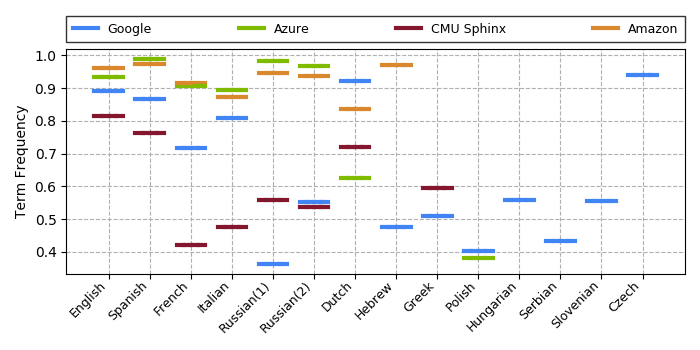 Google Azure CMU Sphinx Amazon
1.0
0.9
0.8
0.7
0.6
0.5
0.4
Term Frequency
English Spanish French Italian Russian(1) Russian(2) Dutch Hebrew Greek Polish Hungarian Serbian Slovenian Czech